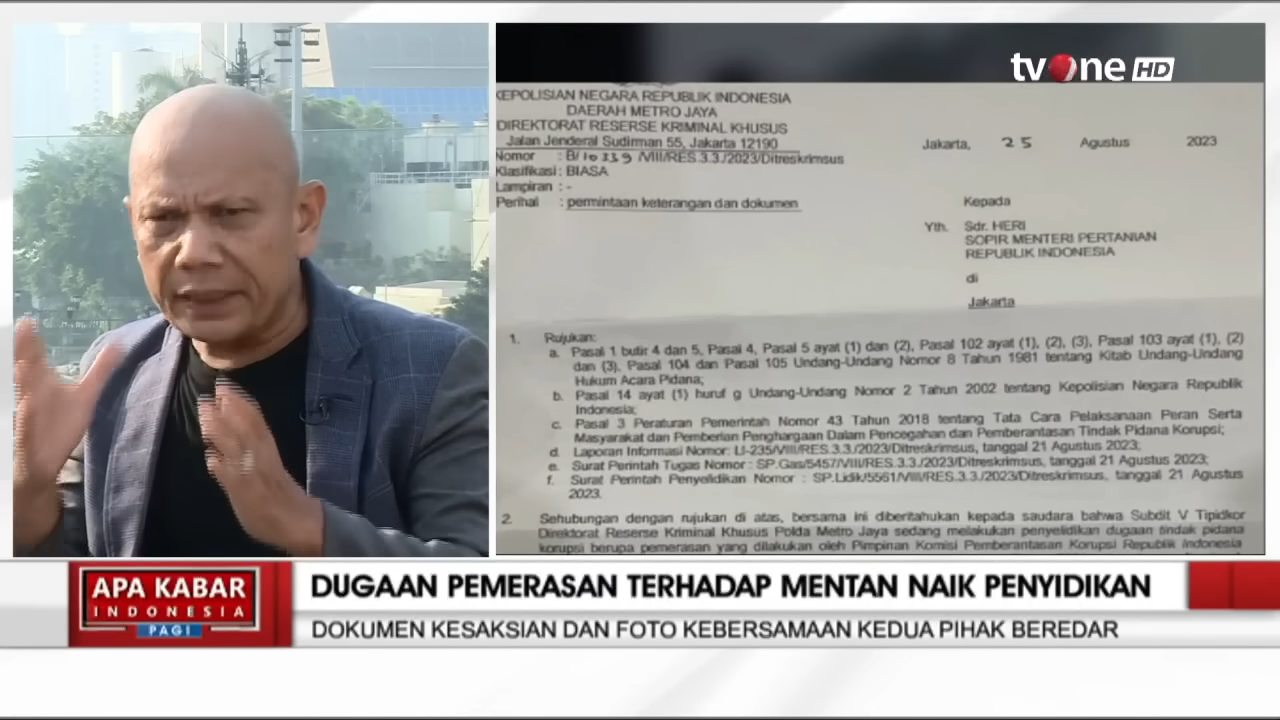 tvOne HD
KEPOLISIAN NEGARA REPUBLIK INDONESIA
DAERAH METRO JAYA
DIREKTORAT RESERSE KRIMINAL KHUSUS
Jalan Jenderal Sudirman 55, Jakarta 12190
Jakarta, 25 Agustus 2023
Nomor : B/10339 /VIII/RES.3.3./2023/Ditreskrimsus
Klasifikasi : BIASA
Lampiran : -
Perihal : permintaan keterangan dan dokumen
Kepada
Yth. Sdr. HERI
SOPIR MENTERI PERTANIAN
REPUBLIK INDONESIA
di
Jakarta
1. Rujukan:
a. Pasal 1 butir 4 dan 5, Pasal 4, Pasal 5 ayat (1) dan (2), Pasal 102 ayat (1), (2), (3), Pasal 103 ayat (1), (2)
dan (3), Pasal 104 dan Pasal 105 Undang-Undang Nomor 8 Tahun 1981 tentang Kitab Undang-Undang
Hukum Acara Pidana;
b. Pasal 14 ayat (1) huruf g Undang-Undang Nomor 2 Tahun 2002 tentang Kepolisian Negara Republik
Indonesia;
c. Pasal 3 Peraturan Pemerintah Nomor 43 Tahun 2018 tentang Tata Cara Pelaksanaan Peran Serta
Masyarakat dan Pemberian Penghargaan Dalam Pencegahan dan Pemberantasan Tindak Pidana Korupsi;
d. Laporan Informasi Nomor: LI-235/VIII/RES.3.3./2023/Ditreskrimsus, tanggal 21 Agustus 2023;
e. Surat Perintah Tugas Nomor : SP.Gas/5457/VIII/RES.3.3./2023/Ditreskrimsus, tanggal 21 Agustus 2023;
f. Surat Perintah Penyelidikan Nomor : SP.Lidik/5561/VIII/RES.3.3./2023/Ditreskrimsus, tanggal 21 Agustus
2023.
2. Sehubungan dengan rujukan di atas, bersama ini diberitahukan kepada saudara bahwa Subdit V Tipidkor
Direktorat Reserse Kriminal Khusus Polda Metro Jaya sedang melakukan penyelidikan dugaan tindak pidana
korupsi berupa pemerasan yang dilakukan oleh Pimpinan Komisi Pemberantasan Korupsi Republik Indonesia
APA KABAR
INDONESIA
PAGI
DUGAAN PEMERASAN TERHADAP MENTAN NAIK PENYIDIKAN
DOKUMEN KESAKSIAN DAN FOTO KEBERSAMAAN KEDUA PIHAK BEREDAR